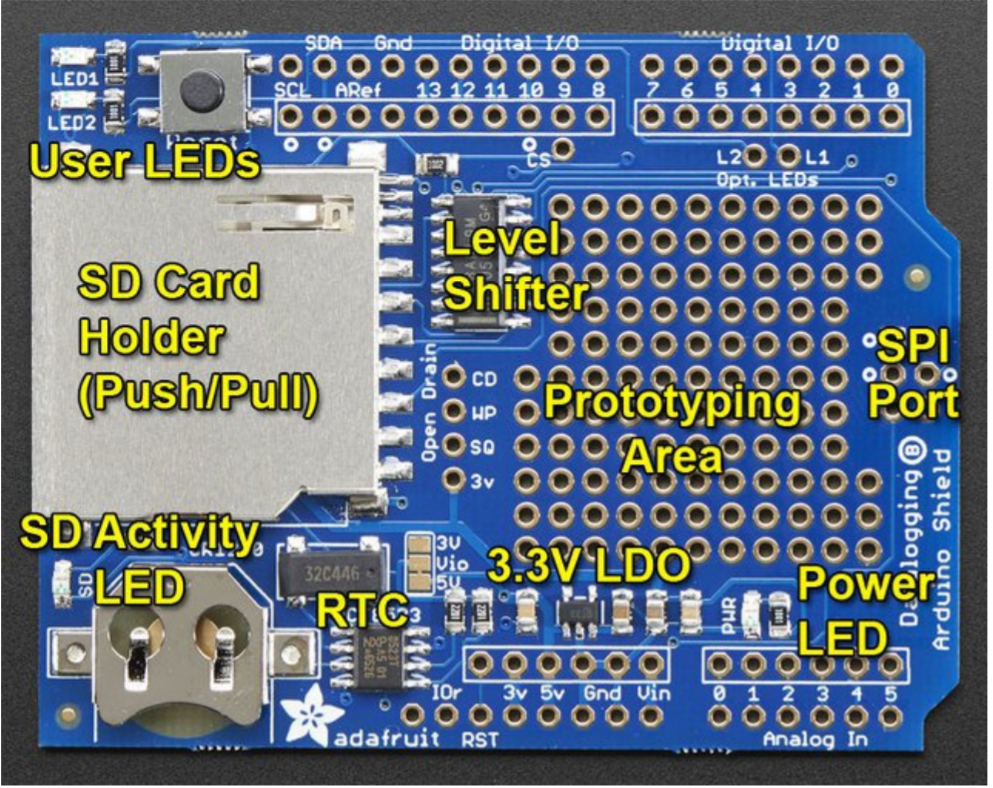 SDA Gnd Digital I/O
Digital I/O
LED1
SCL ARef 13 12 11 10 9 8
7 6 5 4 3 2 1 0
LED2
Reset
CS
L2 L1
Opt. LEDs
User LEDs
Level
Shifter
SD Card
Holder
(Push/Pull)
Open Drain
CD
WP
SQ
3v
Prototyping
Area
SPI
Port
SD Activity
LED
SD
32C446
3V
Vio
5V
3.3V LDO
RTC
PWR
Power
LED
Datalogging B
Arduino Shield
IOr 3v 5v Gnd Vin
0 1 2 3 4 5
adafruit RST
Analog In